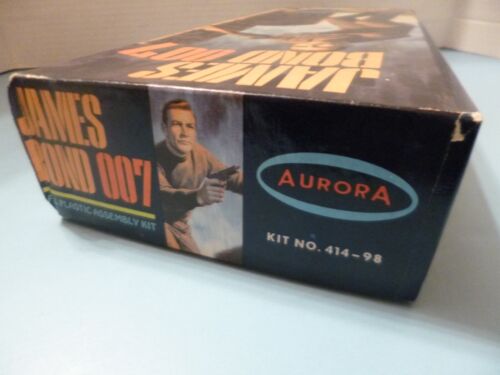 JAMES
BOND 007
JAMES
BOND 007
PLASTIC ASSEMBLY KIT
AURORA
KIT NO. 414-98